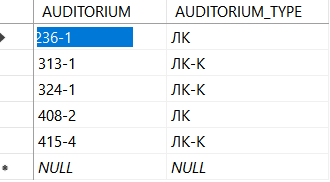 AUDITORIUM AUDITORIUM_TYPE
236-1 ЛК
313-1 ЛК-К
324-1 ЛК-К
408-2 ЛК
415-4 ЛК-К
NULL NULL